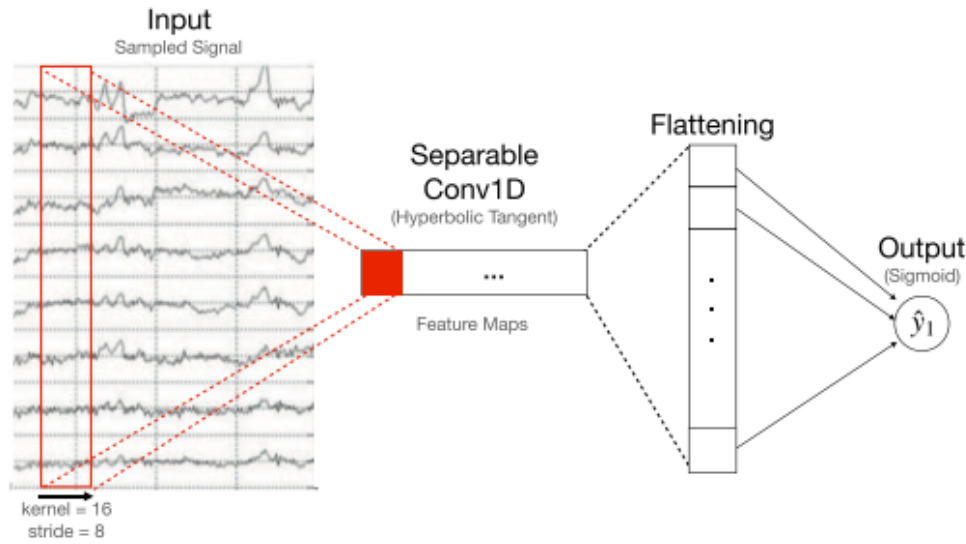 Input
Sampled Signal
kernel = 16
stride = 8
Separable
Conv1D
(Hyperbolic Tangent)
...
Feature Maps
Flattening
Output
(Sigmoid)
ŷ₁